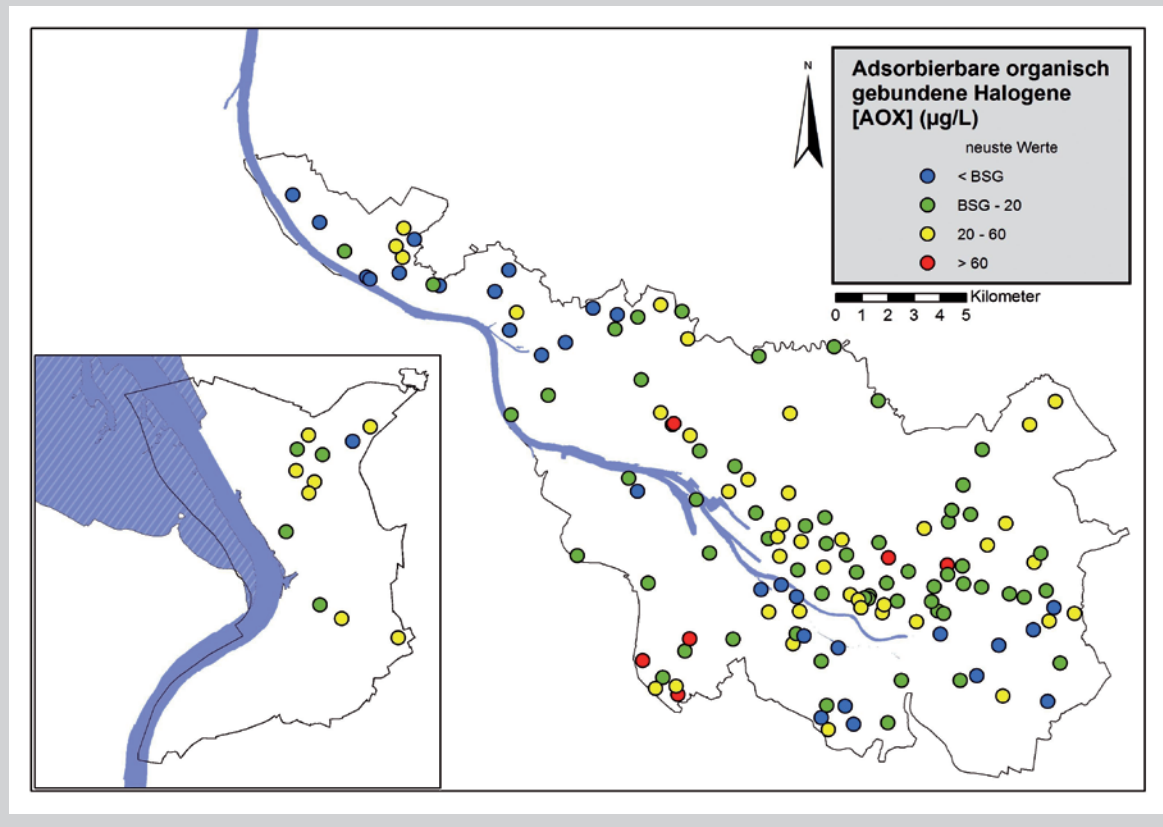 N
Adsorbierbare organisch
gebundene Halogene
[AOX] (µg/L)
neuste Werte
< BSG
BSG - 20
20 - 60
> 60
Kilometer
0 1 2 3 4 5